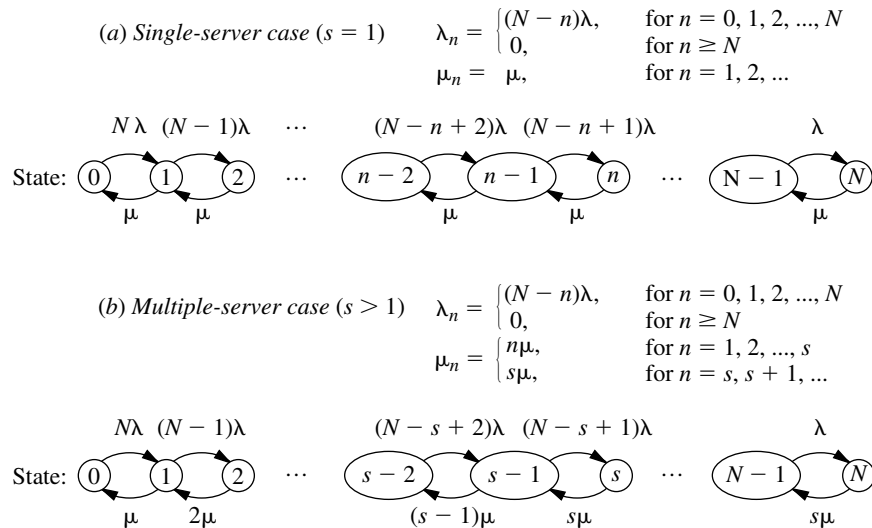 (a) Single-server case (s = 1)
λn = { (N − n)λ, for n = 0, 1, 2, ..., N
0, for n ≥ N
μn = μ, for n = 1, 2, ...
Nλ (N − 1)λ ... (N − n + 2)λ (N − n + 1)λ λ
State: 0 1 2 ... n − 2 n − 1 n ... N − 1 N
μ μ μ μ μ
(b) Multiple-server case (s > 1)
λn = { (N − n)λ, for n = 0, 1, 2, ..., N
0, for n ≥ N
μn = { nμ, for n = 1, 2, ..., s
sμ, for n = s, s + 1, ...
Nλ (N − 1)λ (N − s + 2)λ (N − s + 1)λ λ
State: 0 1 2 ... s − 2 s − 1 s ... N − 1 N
μ 2μ (s − 1)μ sμ sμ